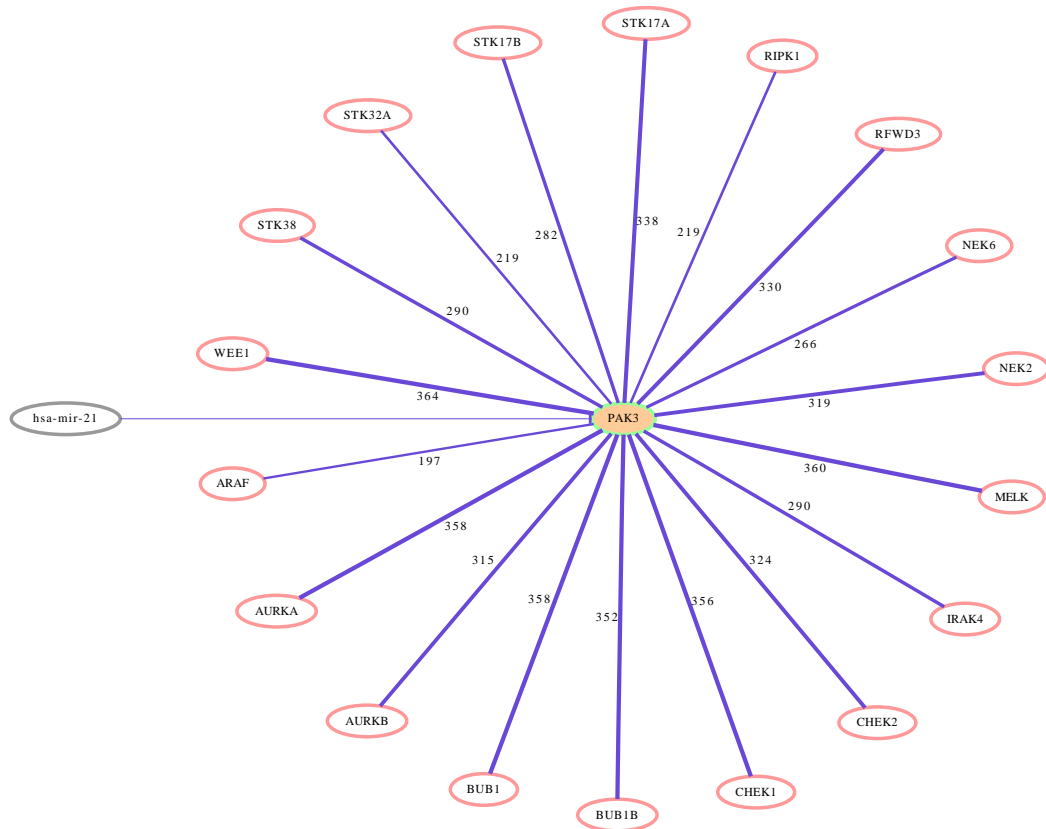 STK17A
STK17B
RIPK1
STK32A
RFWD3
STK38
338
219
NEK6
282
219
330
290
266
WEE1
NEK2
364
319
hsa-mir-21
PAK3
197
360
ARAF
MELK
290
358
315
324
358
356
AURKA
352
IRAK4
AURKB
CHEK2
BUB1
CHEK1
BUB1B